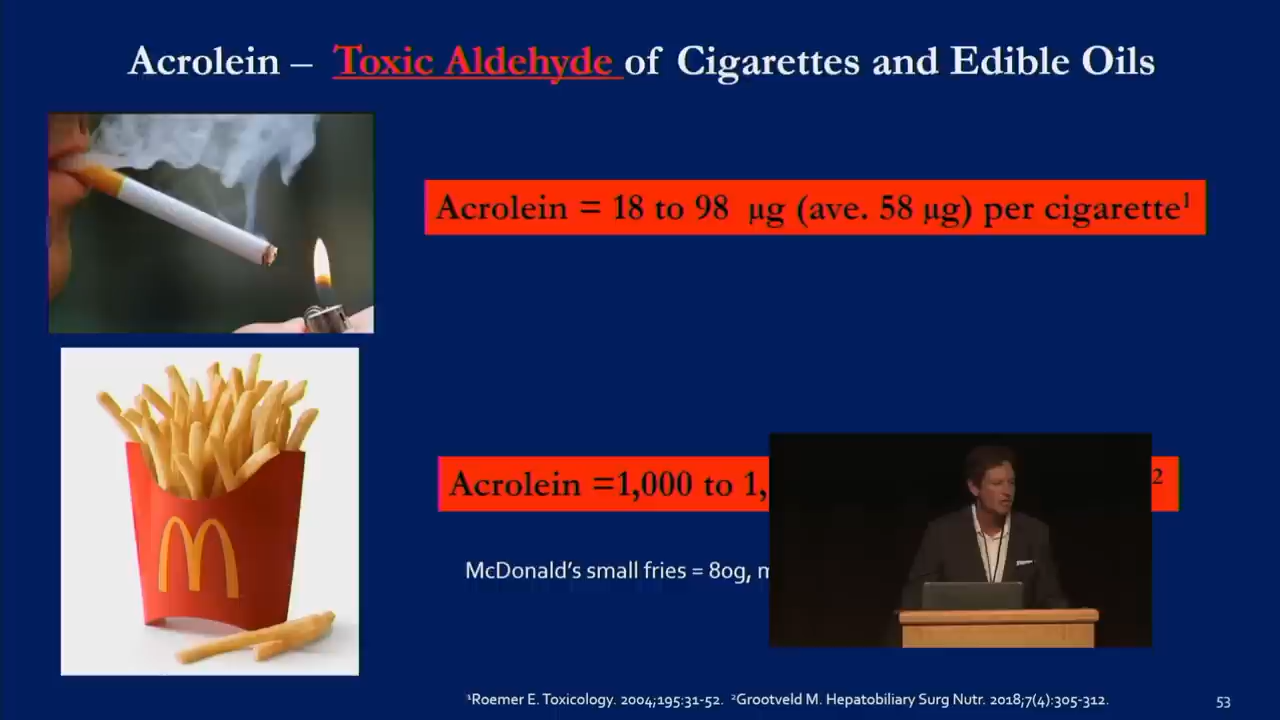 Acrolein – Toxic Aldehyde of Cigarettes and Edible Oils
Acrolein = 18 to 98 µg (ave. 58 µg) per cigarette¹
Acrolein =1,000 to 1,
2
McDonald's small fries = 80g, m
M
¹Roemer E. Toxicology. 2004;195:31-52. ²Grootveld M. Hepatobiliary Surg Nutr. 2018;7(4):305-312.
53